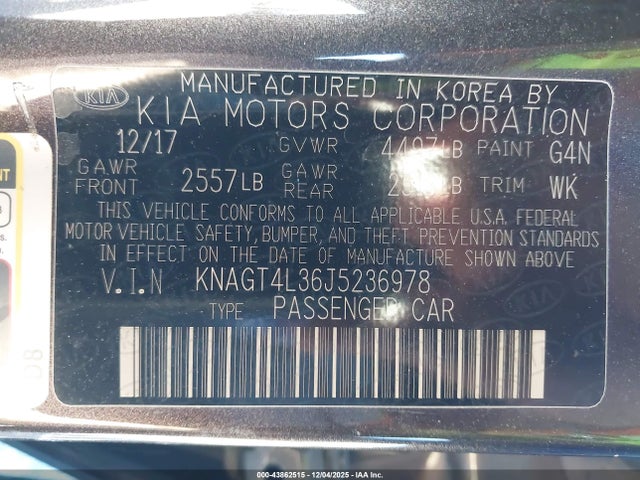 KIA
MANUFACTURED IN KOREA BY
KIA MOTORS CORPORATION
12/17 GVWR 4497LB PAINT G4N
GAWR FRONT 2557LB GAWR REAR TRIM WK
THIS VEHICLE CONFORMS TO ALL APPLICABLE U.S.A. FEDERAL
MOTOR VEHICLE SAFETY, BUMPER, AND THEFT PREVENTION STANDARDS
IN EFFECT ON THE DATE OF MANUFACTURE SHOWN ABOVE
V.I.N KNAGT4L36J5236978
TYPE PASSENGER CAR
000-43862515 - 12/04/2025 - IAA Inc.